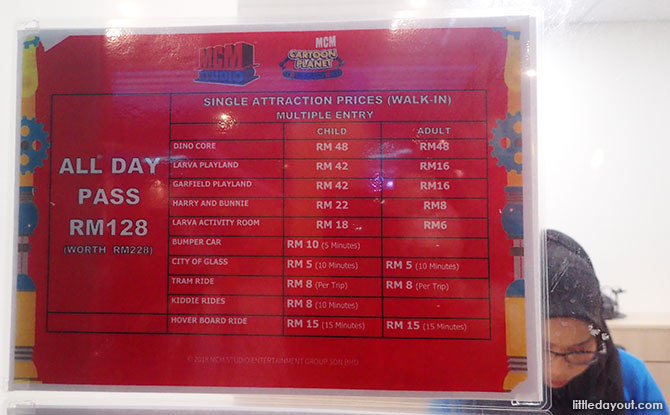 MCM STUDIO
MCM CARTOON PLANET
SINGLE ATTRACTION PRICES (WALK-IN)
MULTIPLE ENTRY
CHILD ADULT
ALL DAY
PASS
RM128
(WORTH RM228)
DINO CORE RM 48 RM48
LARVA PLAYLAND RM 42 RM16
GARFIELD PLAYLAND RM 42 RM16
HARRY AND BUNNIE RM 22 RM8
LARVA ACTIVITY ROOM RM 18 RM6
BUMPER CAR RM 10 (5 Minutes)
CITY OF GLASS RM 5 (10 Minutes) RM 5 (10 Minutes)
TRAM RIDE RM 8 (Per Trip) RM 8 (Per Trip)
KIDDIE RIDES RM 8 (10 Minutes)
HOVER BOARD RIDE RM 15 (15 Minutes) RM 15 (15 Minutes)
MCM STUDIO ENTERTAINMENT GROUP SDN BHD
littledayout.com